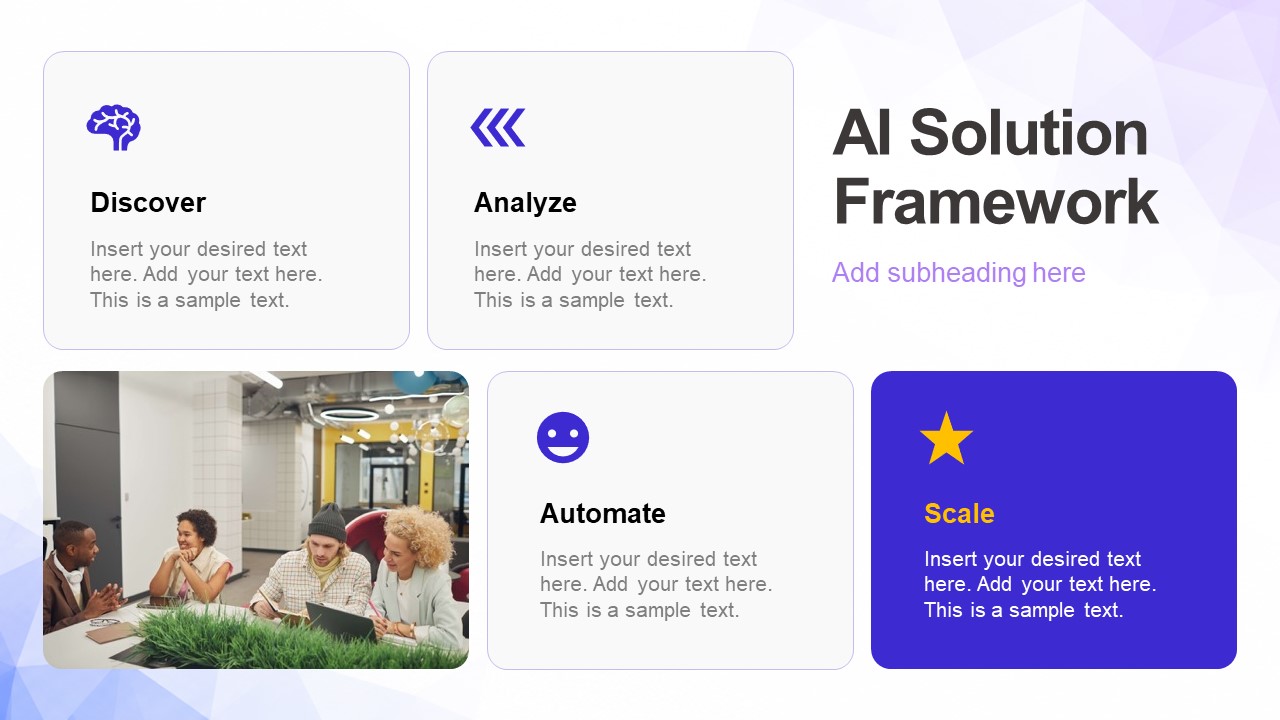 AI Solution
Framework
Add subheading here
Discover
Insert your desired text
here. Add your text here.
This is a sample text.
Analyze
Insert your desired text
here. Add your text here.
This is a sample text.
Automate
Insert your desired text
here. Add your text here.
This is a sample text.
Scale
Insert your desired text
here. Add your text here.
This is a sample text.